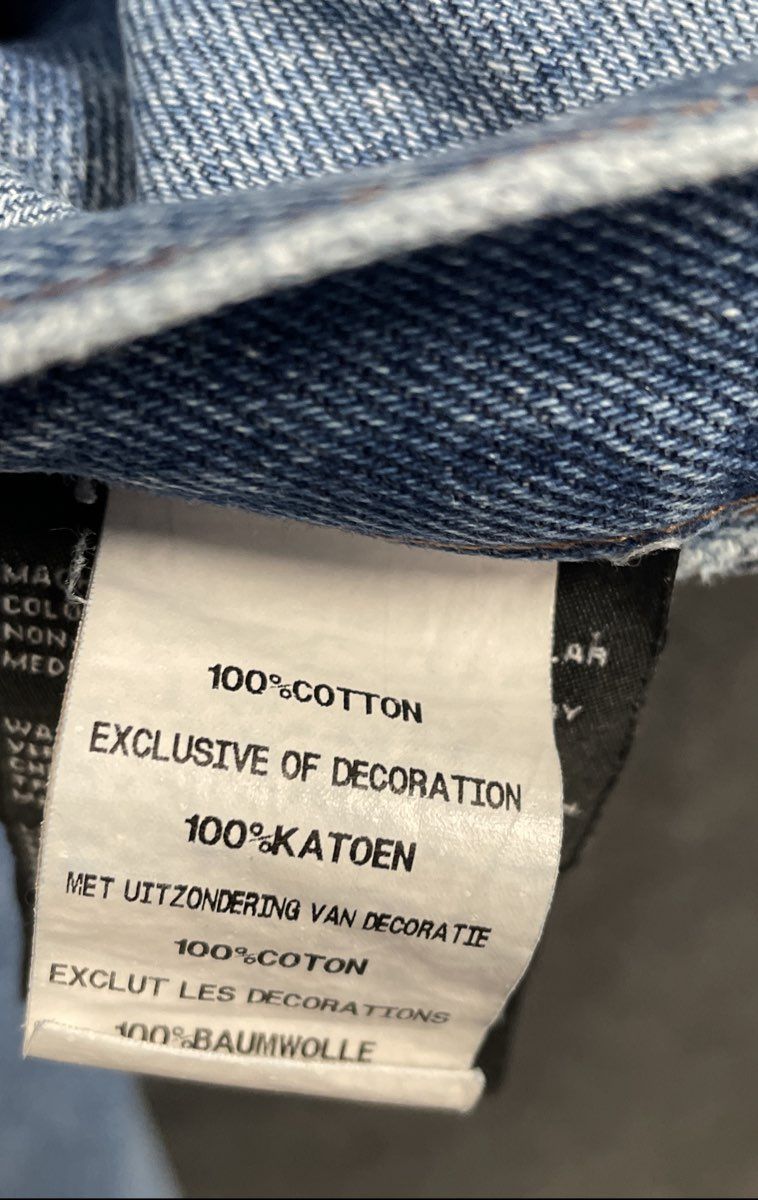 100%COTTON
EXCLUSIVE OF DECORATION
100%KATOEN
MET UITZONDERING VAN DECORATIE
100%COTON
EXCLUT LES DECORATIONS
100%BAUMWOLLE